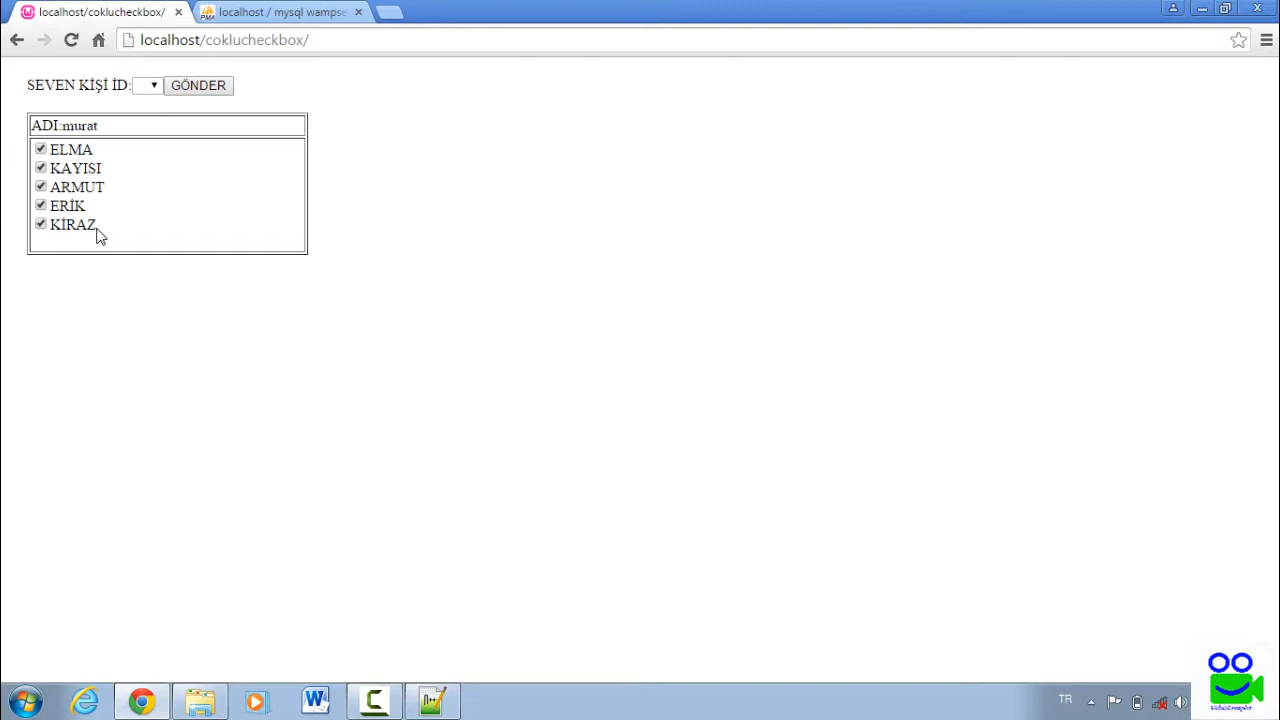 localhost/coklucheckbox/
localhost / mysql wampse
localhost/coklucheckbox/
SEVEN KİŞİ İD:
GÖNDER
ADI:murat
ELMA
KAYISI
ARMUT
ERİK
KİRAZ
TR